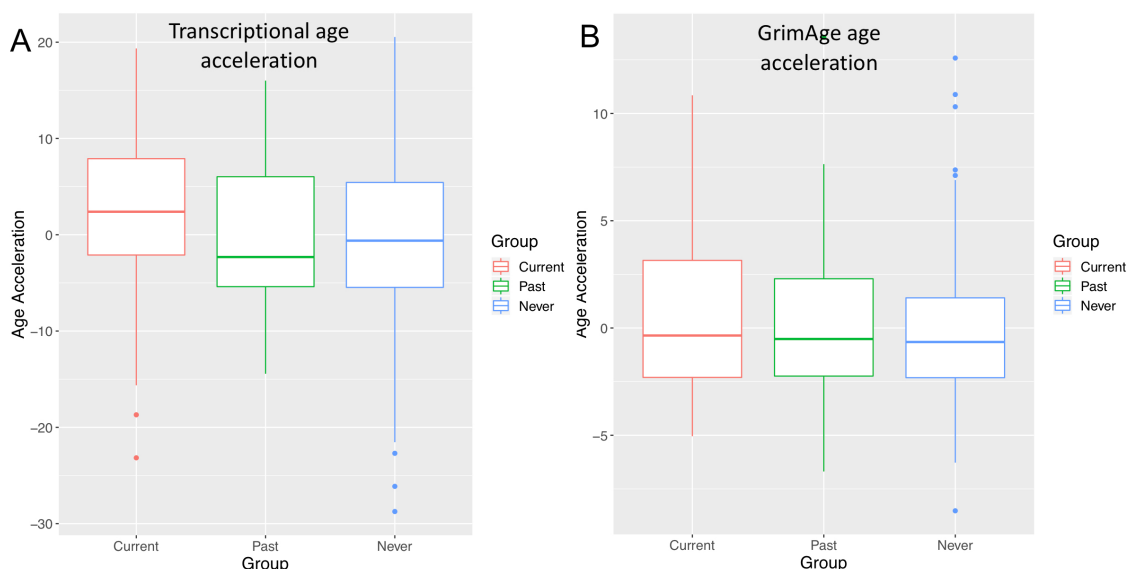 A
Transcriptional age
acceleration
20
10
0
−10
−20
−30
Age Acceleration
Current
Past
Never
Group
Group
Current
Past
Never
B
GrimAge age
acceleration
10
5
0
−5
Age Acceleration
Current
Past
Never
Group
Group
Current
Past
Never